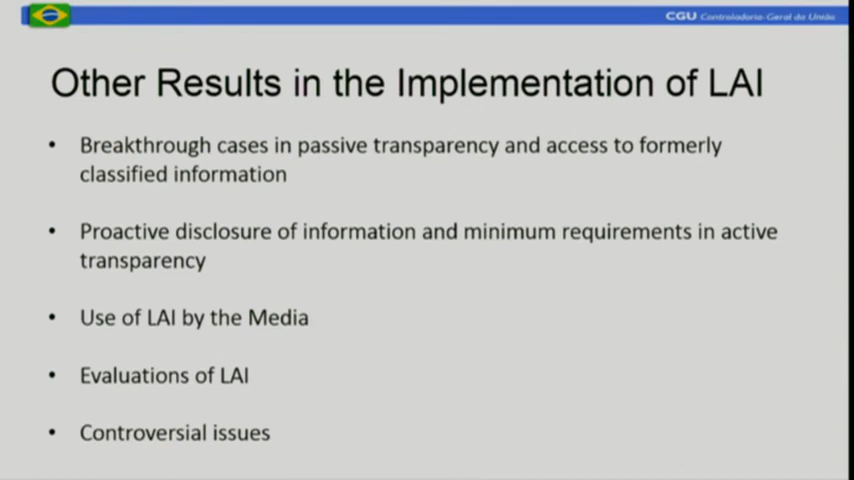 CGU Controladoria-Geral da União
Other Results in the Implementation of LAI
• Breakthrough cases in passive transparency and access to formerly
classified information
• Proactive disclosure of information and minimum requirements in active
transparency
• Use of LAI by the Media
• Evaluations of LAI
• Controversial issues